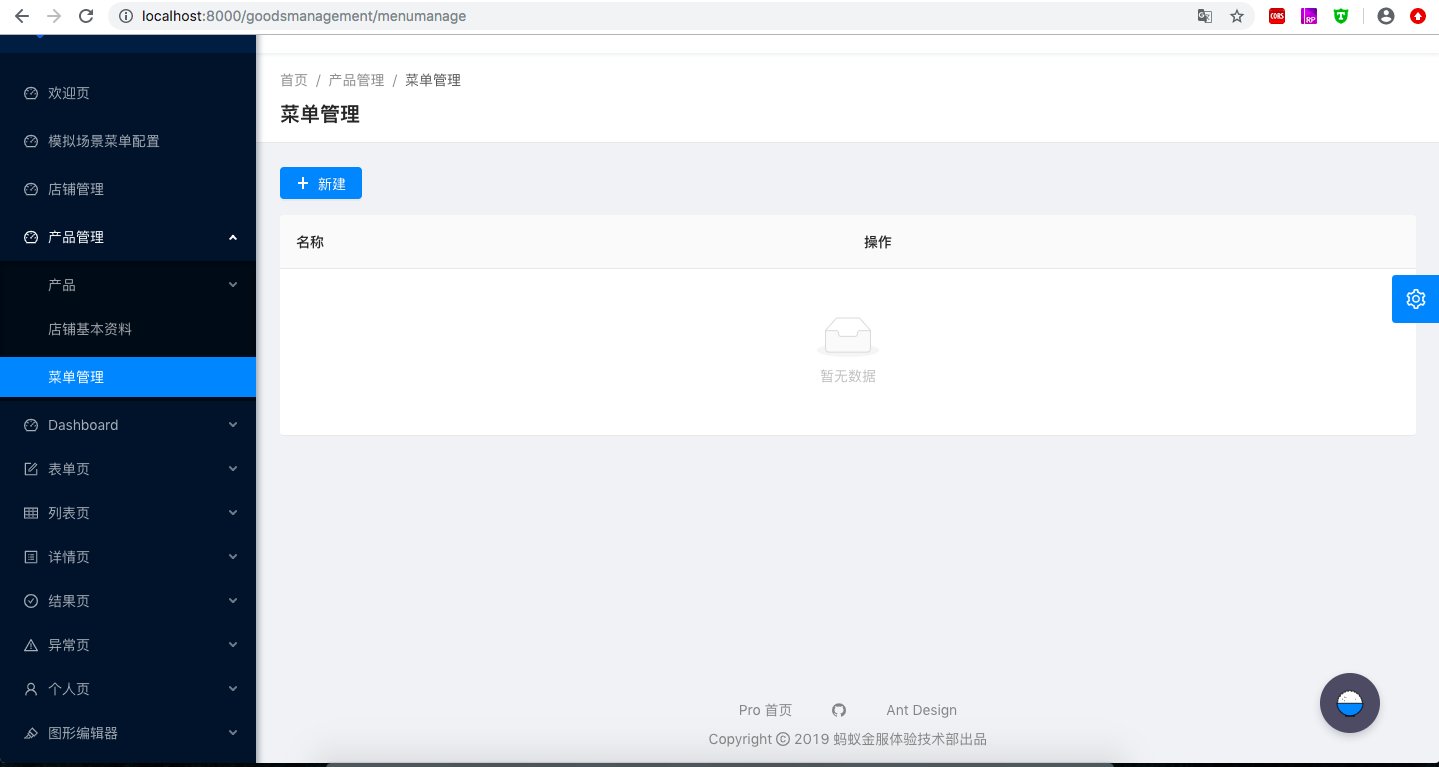 localhost:8000/goodsmanagement/menumanage
CORS
RP
T
欢迎页
模拟场景菜单配置
店铺管理
产品管理
产品
店铺基本资料
菜单管理
Dashboard
表单页
列表页
详情页
结果页
异常页
个人页
图形编辑器
首页 / 产品管理 / 菜单管理
菜单管理
+ 新建
名称 操作
暂无数据
Pro 首页 Ant Design
Copyright © 2019 蚂蚁金服体验技术部出品